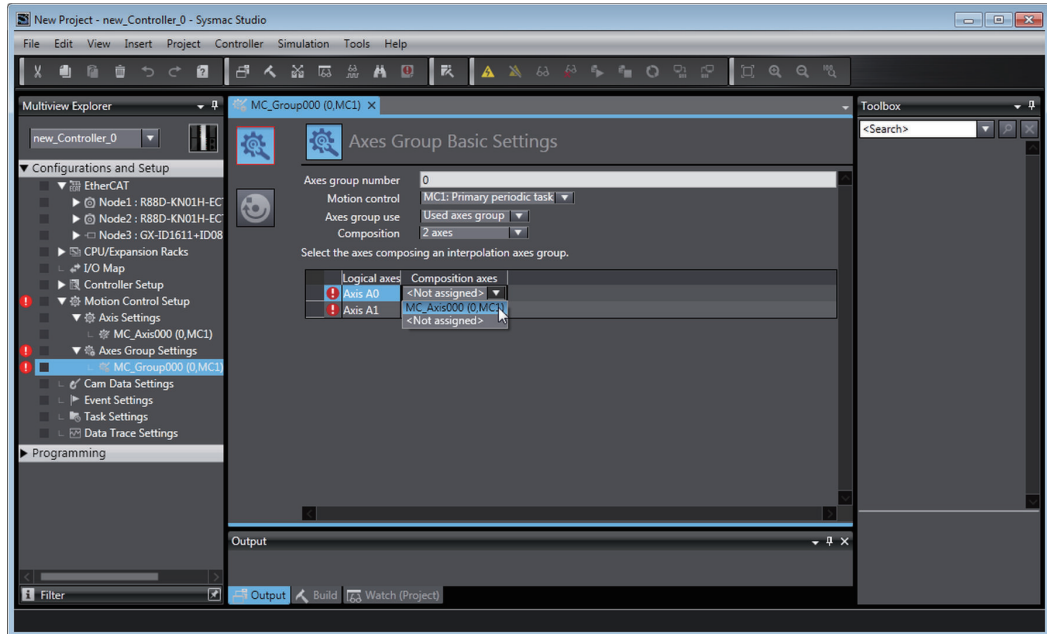 New Project - new_Controller_0 - Sysmac Studio
File Edit View Insert Project Controller Simulation Tools Help
Multiview Explorer
new_Controller_0
Configurations and Setup
EtherCAT
Node1 : R88D-KN01H-EC
Node2 : R88D-KN01H-EC
Node3 : GX-ID1611+ID08
CPU/Expansion Racks
I/O Map
Controller Setup
Motion Control Setup
Axis Settings
MC_Axis000 (0,MC1)
Axes Group Settings
MC_Group000 (0,MC1)
Cam Data Settings
Event Settings
Task Settings
Data Trace Settings
Programming
Filter
MC_Group000 (0,MC1)
Axes Group Basic Settings
Axes group number 0
Motion control MC1: Primary periodic task
Axes group use Used axes group
Composition 2 axes
Select the axes composing an interpolation axes group.
Logical axes Composition axes
Axis A0 <Not assigned>
MC_Axis000 (0,MC1)
Axis A1 <Not assigned>
Output
Output Build Watch (Project)
Toolbox
<Search>